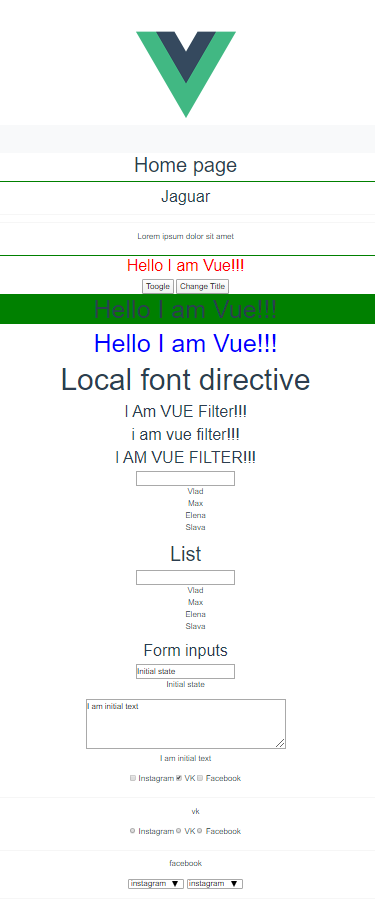 Home page
Jaguar
Lorem ipsum dolor sit amet
Hello I am Vue!!!
Toogle Change Title
Hello I am Vue!!!
Hello I am Vue!!!
Local font directive
I Am VUE Filter!!!
i am vue filter!!!
I AM VUE FILTER!!!
Vlad
Max
Elena
Slava
List
Vlad
Max
Elena
Slava
Form inputs
Initial state
Initial state
I am initial text
I am initial text
Instagram VK Facebook
vk
Instagram VK Facebook
facebook
instagram instagram